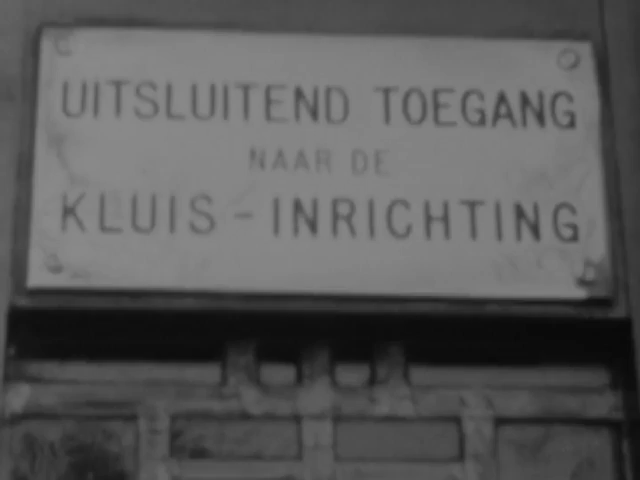 UITSLUITEND TOEGANG
NAAR DE
KLUIS - INRICHTING